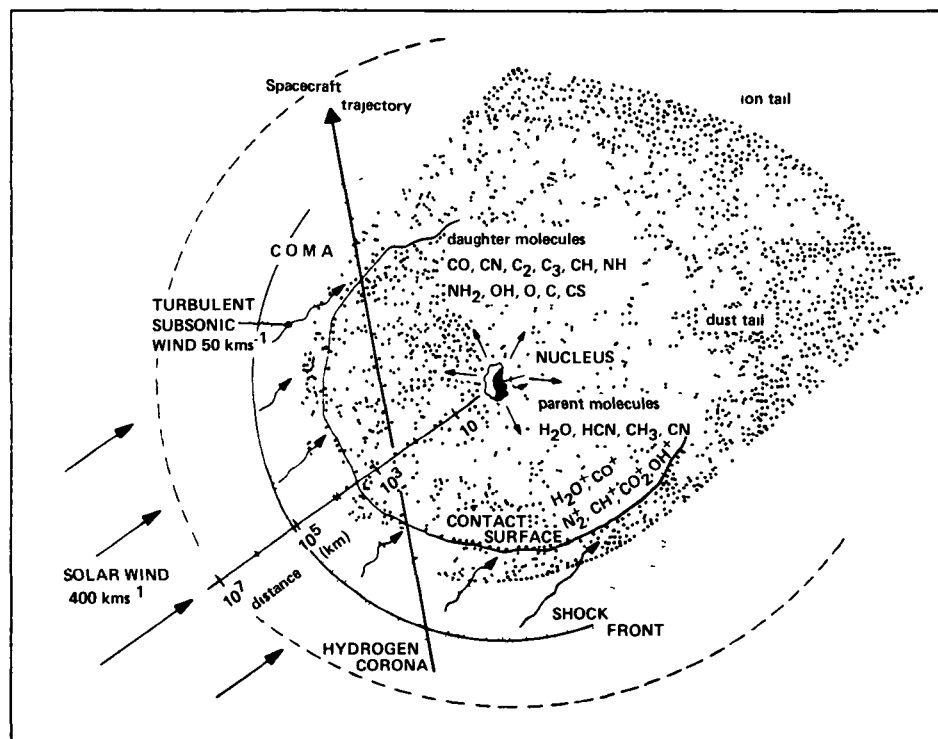 Spacecraft
trajectory
ion tail
COMA
daughter molecules
CO, CN, C₂, C₃, CH, NH
NH₂, OH, O, C, CS
TURBULENT
SUBSONIC
WIND 50 kms⁻¹
dust tail
NUCLEUS
parent molecules
H₂O, HCN, CH₃, CN
10
10³
H₂O⁺ CO⁺
N₂⁺, CH⁺, CO₂⁺, OH⁺
CONTACT
SURFACE
10⁵
(km)
SOLAR WIND
400 kms⁻¹
10⁷
distance
SHOCK
FRONT
HYDROGEN
CORONA